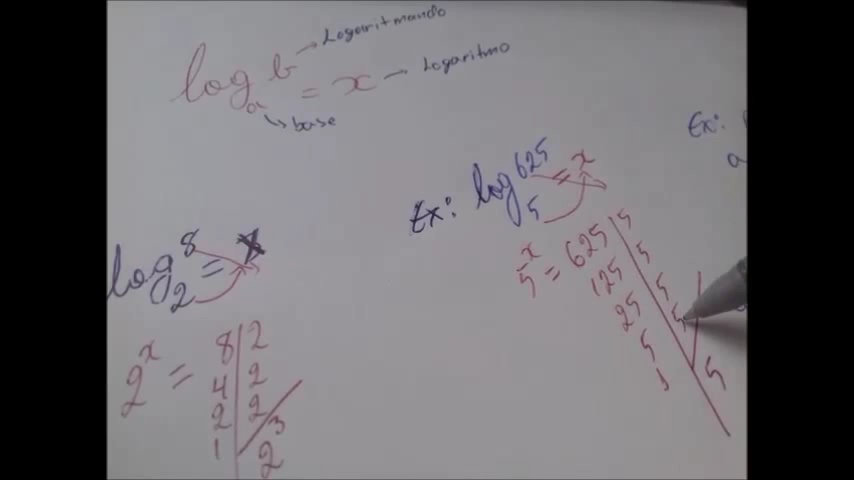 log a b = x
Logaritmando
Logaritmo
base
log 2 8 = x
2^x = 8 | 2
4 | 2
2 | 2
1 | 2^3
Ex: log 5 625 = x
5^x = 625 | 5
125 | 5
25 | 5
5 | 5
1 | 5
Ex:
a